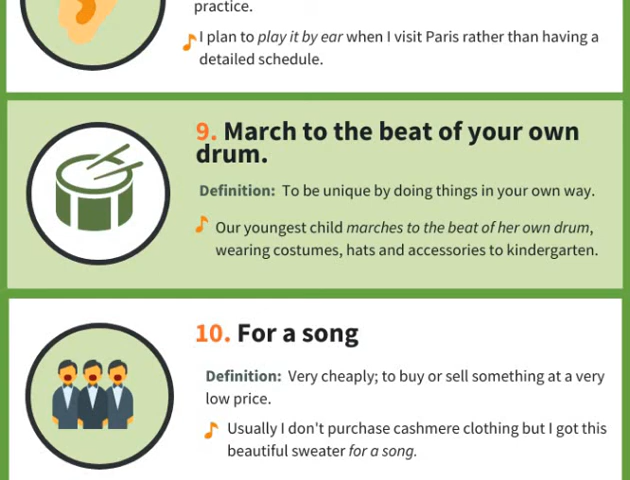 practice.
I plan to play it by ear when I visit Paris rather than having a
detailed schedule.
9. March to the beat of your own
drum.
Definition: To be unique by doing things in your own way.
Our youngest child marches to the beat of her own drum,
wearing costumes, hats and accessories to kindergarten.
10. For a song
Definition: Very cheaply; to buy or sell something at a very
low price.
Usually I don't purchase cashmere clothing but I got this
beautiful sweater for a song.